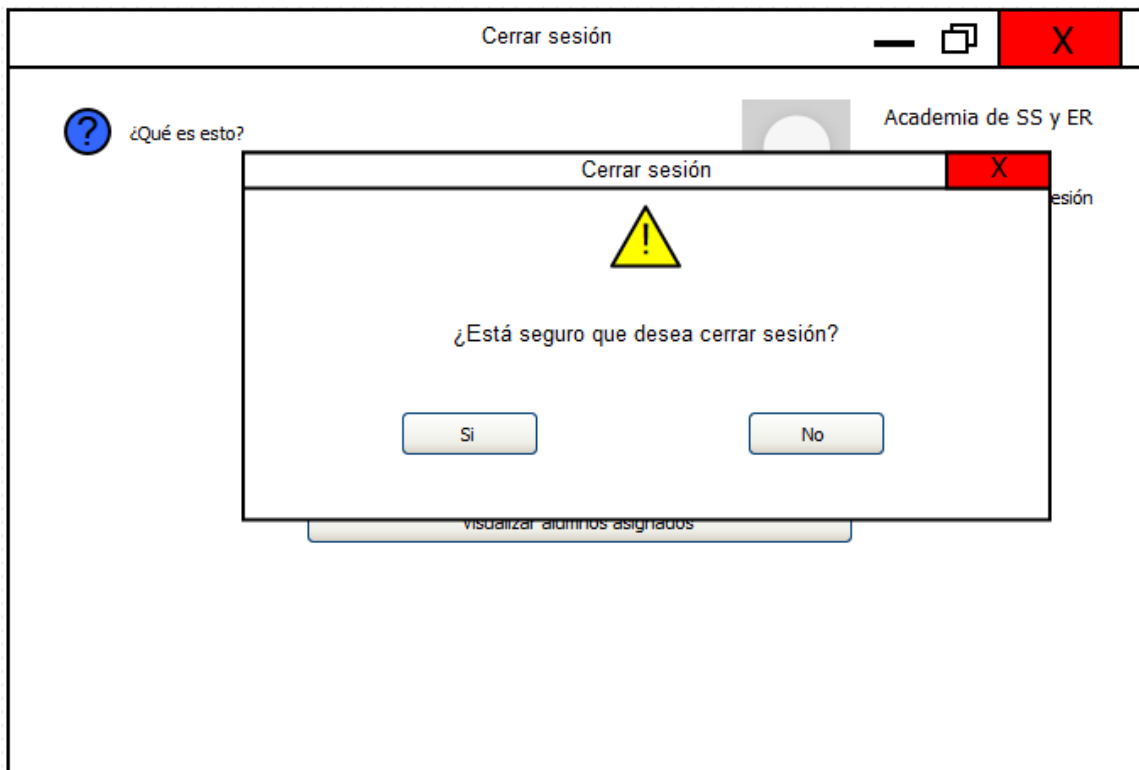 Cerrar sesión
X
?
¿Qué es esto?
Academia de SS y ER
esión
Cerrar sesión
X
!
¿Está seguro que desea cerrar sesión?
Si
No
Visualizar alumnos asignados